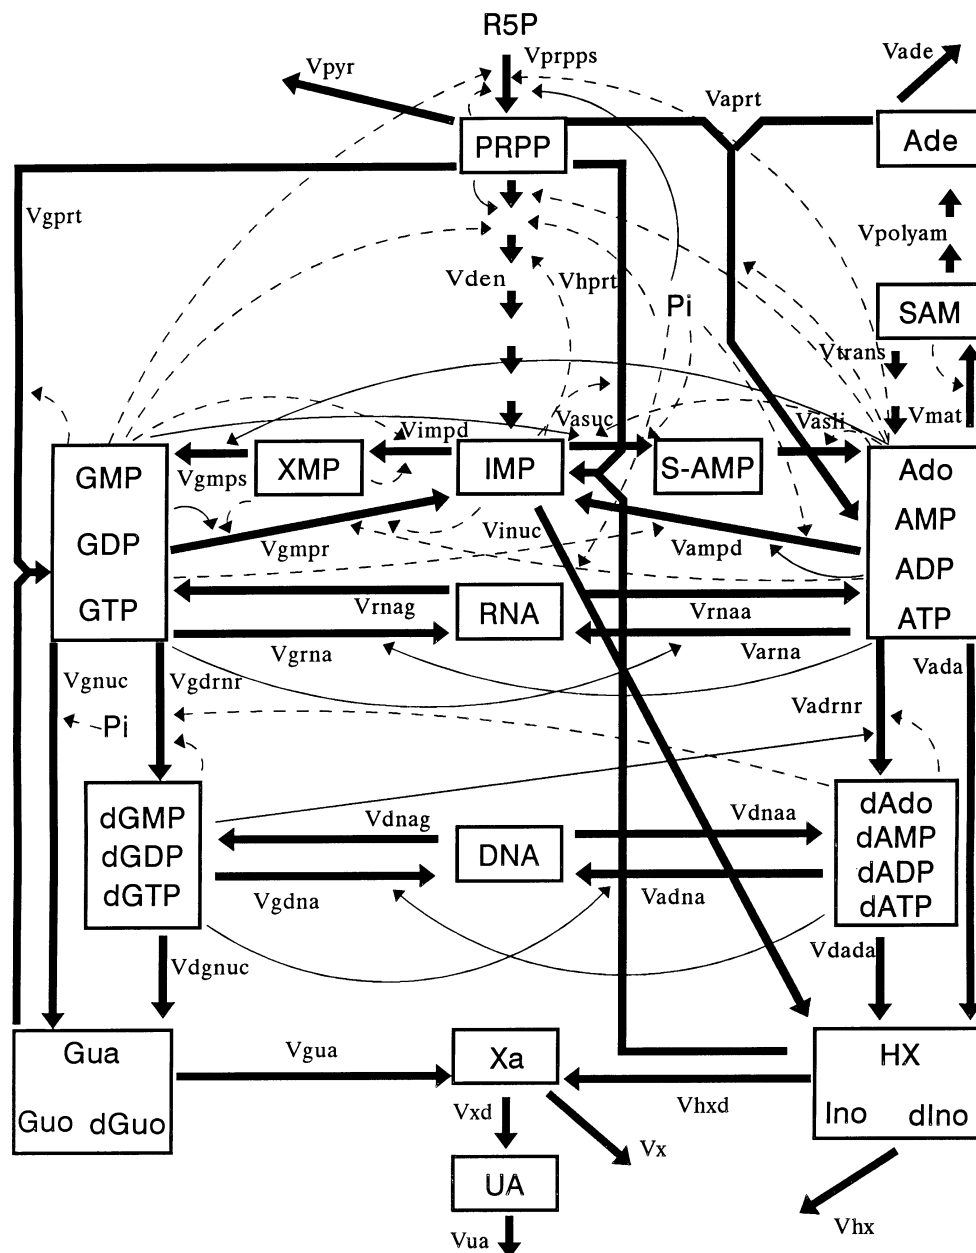 R5P
Vprpps
Vade
Vpyr
Vaprt
PRPP
Ade
Vgprt
Vpolyam
Vden
Vhprt
Pi
SAM
Vtrans
Vimpd
Vasuc
Vasli
Vmat
GMP
Vgmps
XMP
IMP
S-AMP
Ado
GDP
Vgmpr
Vinuc
Vampd
AMP
ADP
GTP
Vrnag
RNA
Vrnaa
ATP
Vgrna
Varna
Vgnuc
Vgdrnr
Vada
Pi
Vadrnr
dGMP
dGDP
dGTP
Vdnag
DNA
Vdnaa
dAdo
dAMP
dADP
dATP
Vgdna
Vadna
Vdgnuc
Vdada
Gua
Guo dGuo
Vgua
Xa
Vhxd
HX
Ino dIno
Vxd
Vx
UA
Vhx
Vua